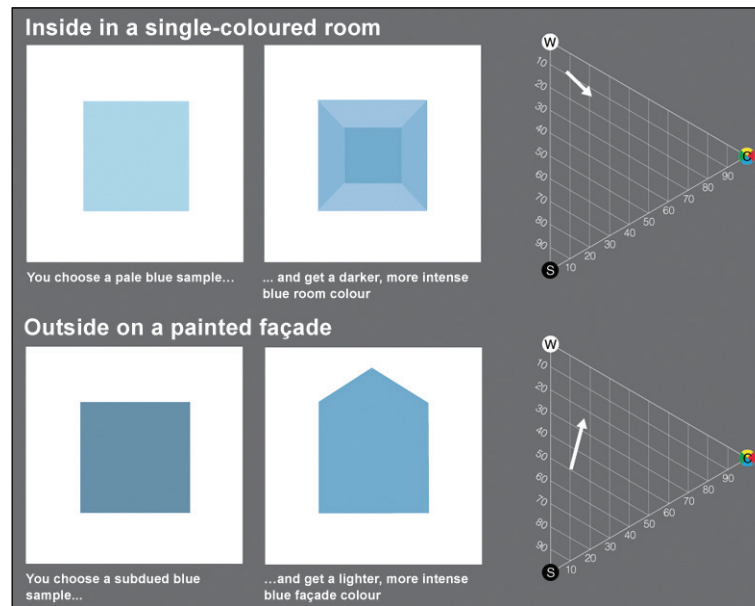 Inside in a single-coloured room
W
10
20
30
40
50
60
70
80
90
S
10
20
30
40
50
60
70
80
90
C
You choose a pale blue sample...
... and get a darker, more intense
blue room colour
Outside on a painted façade
W
10
20
30
40
50
60
70
80
90
S
10
20
30
40
50
60
70
80
90
C
You choose a subdued blue
sample...
...and get a lighter, more intense
blue façade colour